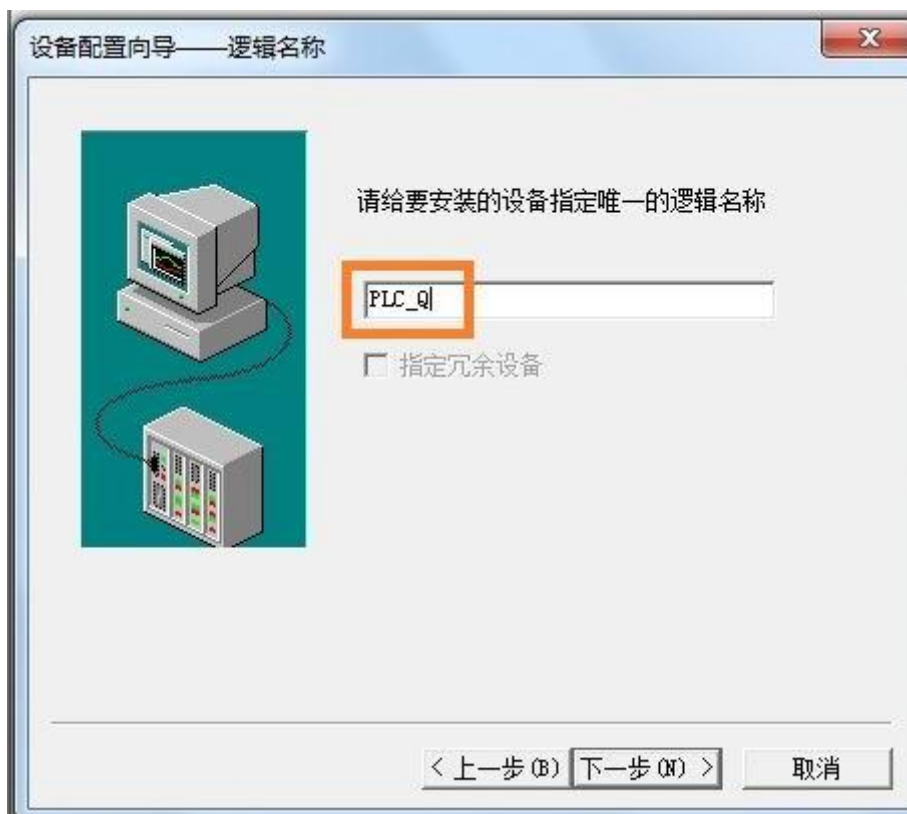 设备配置向导——逻辑名称
请给要安装的设备指定唯一的逻辑名称
PLC_Q
指定冗余设备
<上一步(B) 下一步(N)> 取消